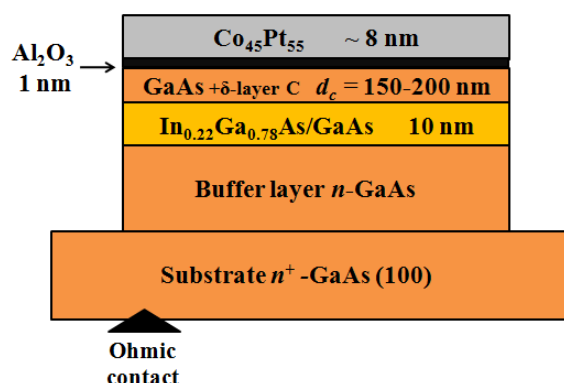 Co₄₅Pt₅₅ ~ 8 nm
Al₂O₃
1 nm
GaAs +δ-layer C d_c = 150-200 nm
In₀.₂₂Ga₀.₇₈As/GaAs 10 nm
Buffer layer n-GaAs
Substrate n⁺ -GaAs (100)
Ohmic
contact